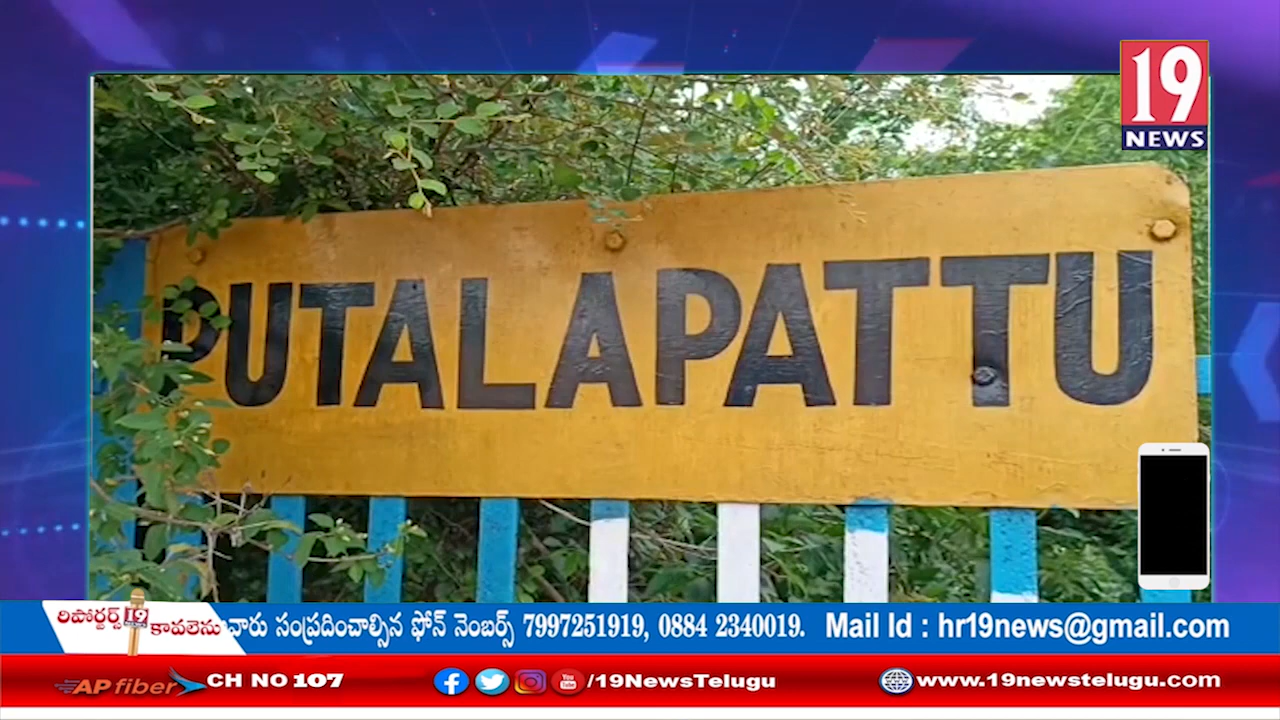 19
NEWS
PUTALAPATTU
రిపోర్టర్స్ 19 NEWS కావలెను
వారు సంప్రదించాల్సిన ఫోన్ నెంబర్స్ 7997251919, 0884 2340019. Mail Id : hr19news@gmail.com
AP fiber CH NO 107 /19NewsTelugu www.19newstelugu.com